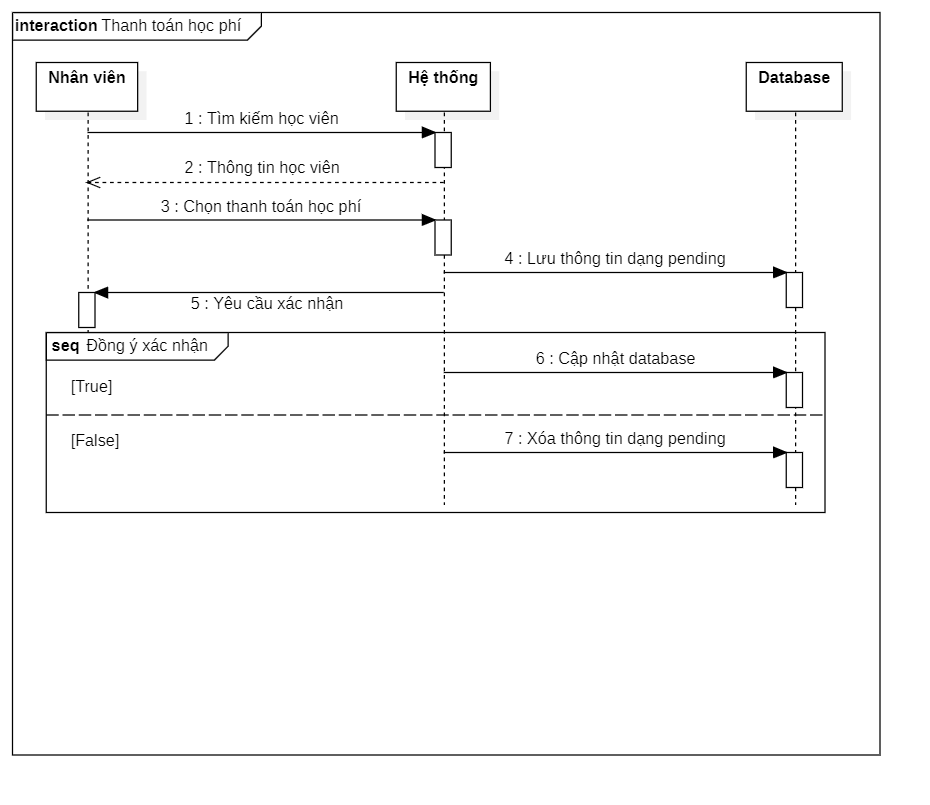 interaction Thanh toán học phí
Nhân viên
Hệ thống
Database
1 : Tìm kiếm học viên
2 : Thông tin học viên
3 : Chọn thanh toán học phí
4 : Lưu thông tin dạng pending
5 : Yêu cầu xác nhận
seq Đồng ý xác nhận
6 : Cập nhật database
[True]
[False]
7 : Xóa thông tin dạng pending